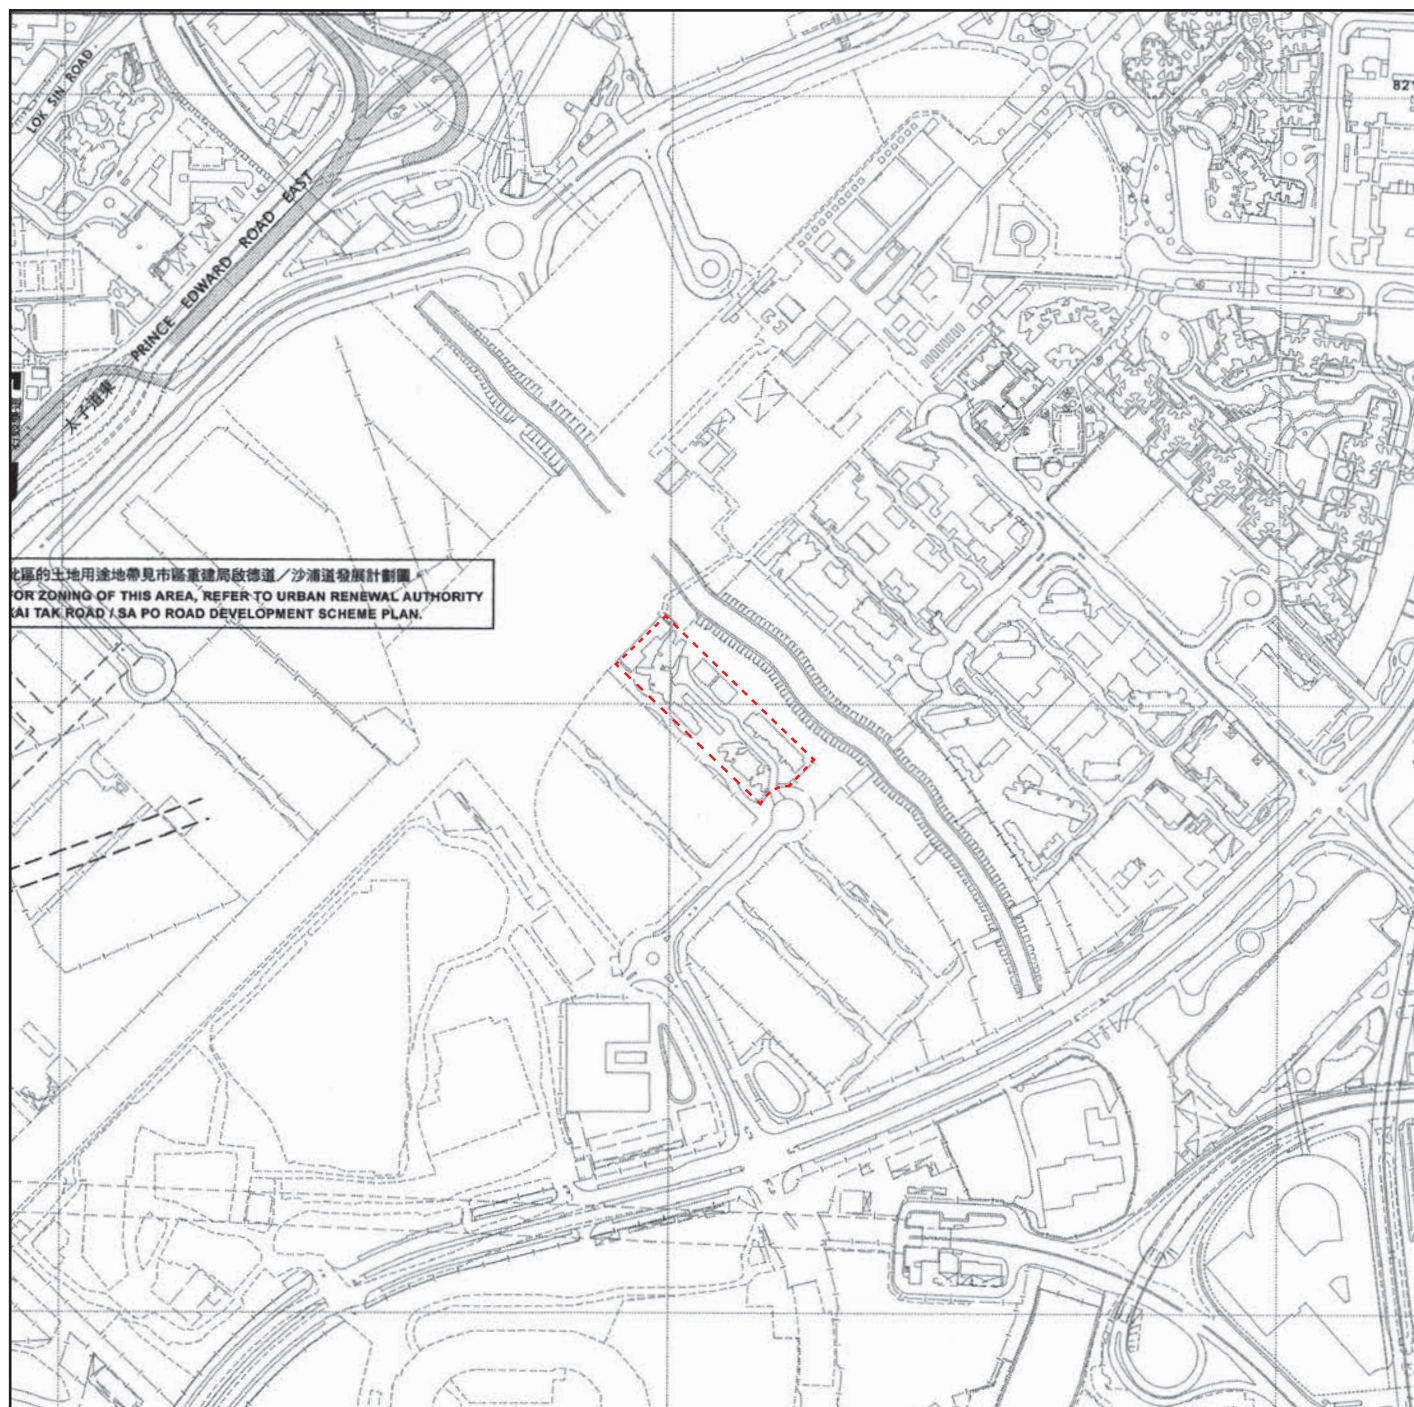 LOK SIN ROAD
821
PRINCE EDWARD ROAD EAST
太子道東
此區的土地用途地帶見市區重建局啟德道／沙浦道發展計劃圖。
FOR ZONING OF THIS AREA, REFER TO URBAN RENEWAL AUTHORITY
KAI TAK ROAD / SA PO ROAD DEVELOPMENT SCHEME PLAN.